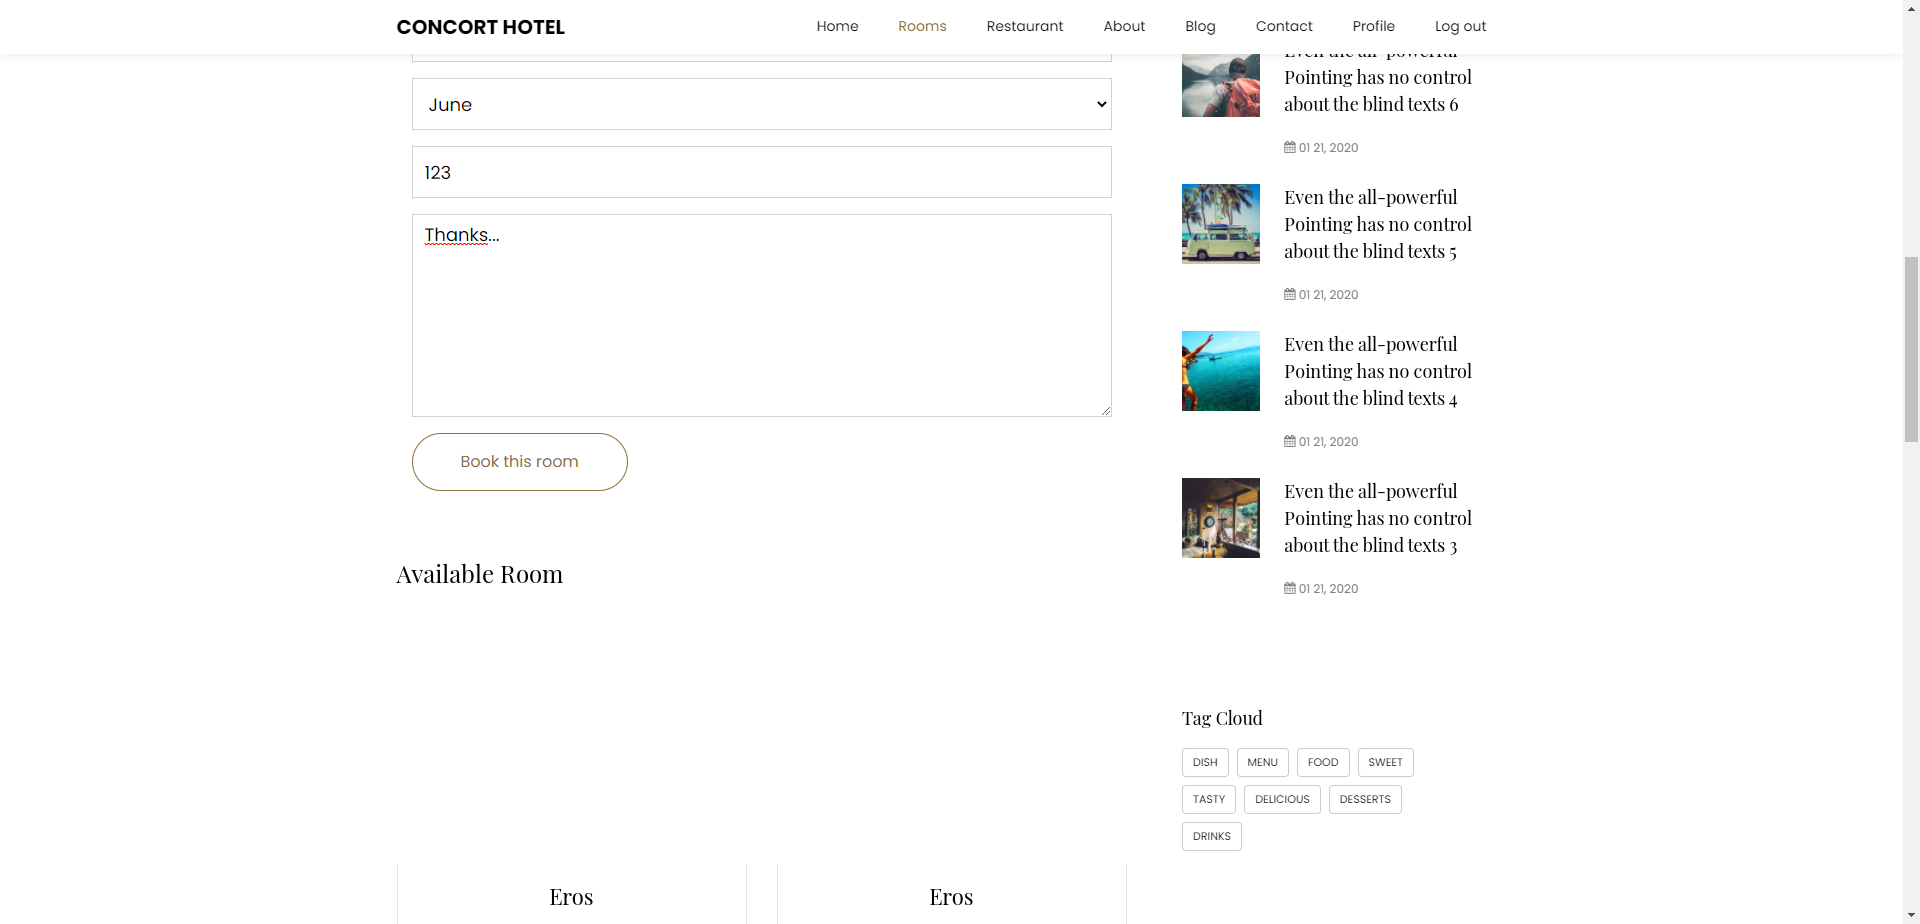 CONCORT HOTEL
Home
Rooms
Restaurant
About
Blog
Contact
Profile
Log out
June
123
Thanks...
Book this room
Available Room
Eros
Eros
Pointing has no control
about the blind texts 6
01 21, 2020
Even the all-powerful
Pointing has no control
about the blind texts 5
01 21, 2020
Even the all-powerful
Pointing has no control
about the blind texts 4
01 21, 2020
Even the all-powerful
Pointing has no control
about the blind texts 3
01 21, 2020
Tag Cloud
DISH
MENU
FOOD
SWEET
TASTY
DELICIOUS
DESSERTS
DRINKS